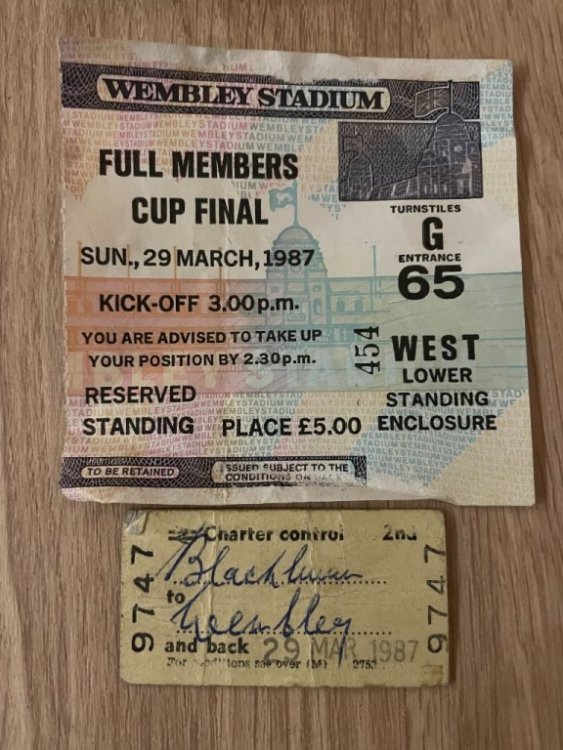 WEMBLEY STADIUM
FULL MEMBERS
CUP FINAL
SUN., 29 MARCH, 1987
KICK-OFF 3.00 p.m.
YOU ARE ADVISED TO TAKE UP
YOUR POSITION BY 2.30 p.m.
RESERVED
STANDING PLACE £5.00
454
TURNSTILES
G
ENTRANCE
65
WEST
LOWER
STANDING
ENCLOSURE
TO BE RETAINED
ISSUED SUBJECT TO THE
CONDITIONS ON BACK
Charter control 2nd
Blackburn
to
Wembley
and back 29 MAR 1987
For conditions see over (M) 2752
9747
9747